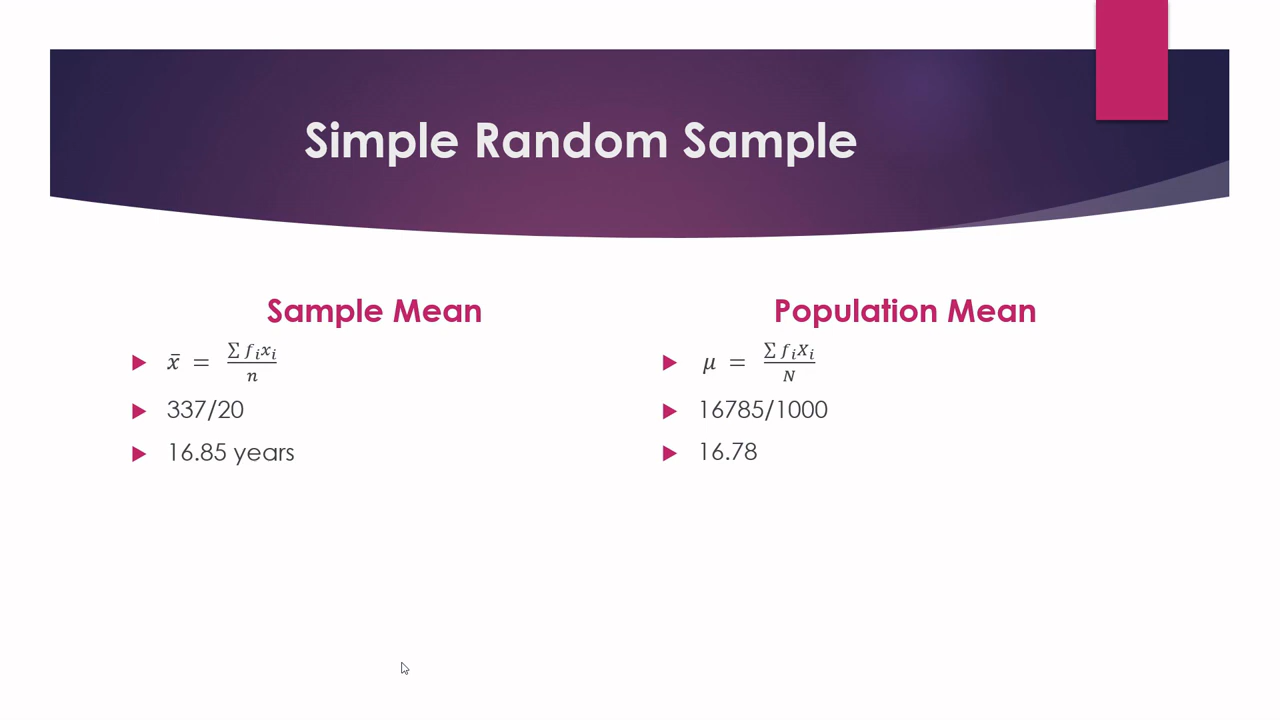 Simple Random Sample
Sample Mean
x̄ = ∑ fᵢxᵢ / n
337/20
16.85 years
Population Mean
μ = ∑ fᵢXᵢ / N
16785/1000
16.78